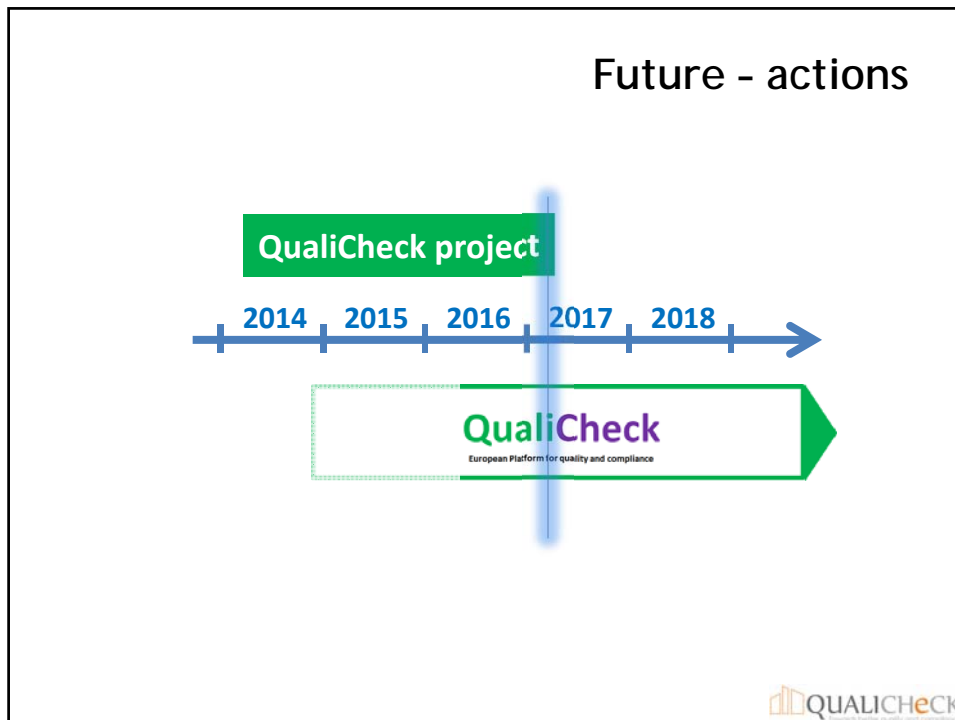 Future - actions
QualiCheck project
2014 2015 2016 2017 2018
QualiCheck
European Platform for quality and compliance
QUALICHeCK